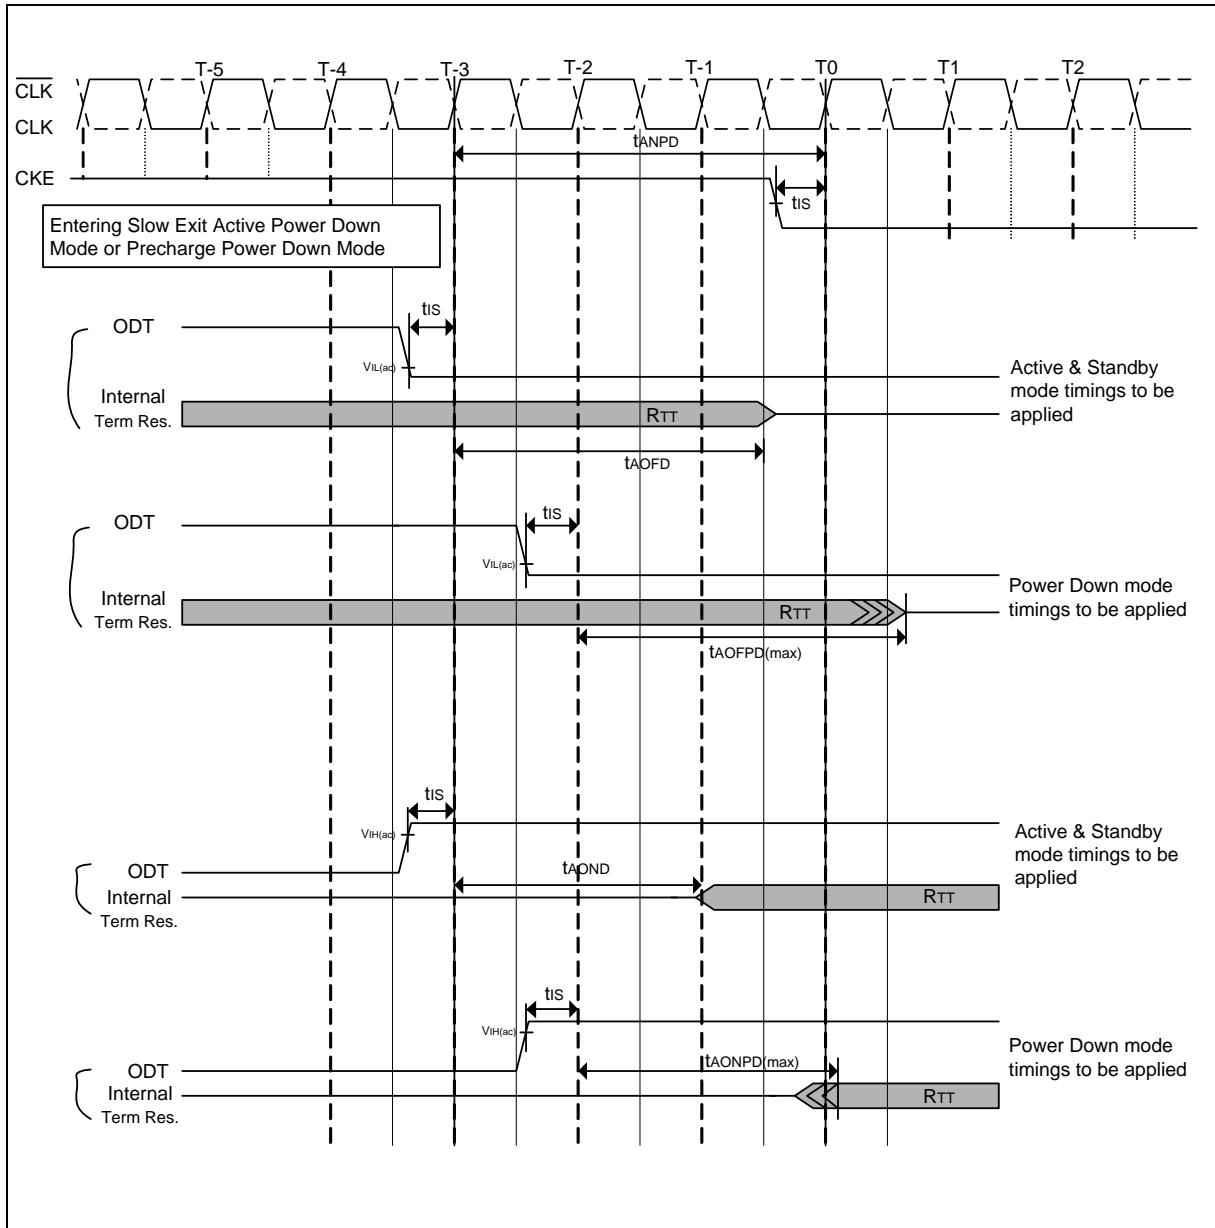 T-5 T-4 T-3 T-2 T-1 T0 T1 T2
CLK
CLK
tANPD
CKE
tIS
Entering Slow Exit Active Power Down
Mode or Precharge Power Down Mode
ODT
tIS
VIL(ac)
Internal
Term Res.
RTT
Active & Standby
mode timings to be
applied
tAOFD
ODT
tIS
VIL(ac)
Internal
Term Res.
RTT
Power Down mode
timings to be applied
tAOFPD(max)
tIS
VIH(ac)
Active & Standby
mode timings to be
applied
ODT
tAOND
Internal
Term Res.
RTT
tIS
VIH(ac)
Power Down mode
timings to be applied
tAONPD(max)
ODT
Internal
Term Res.
RTT